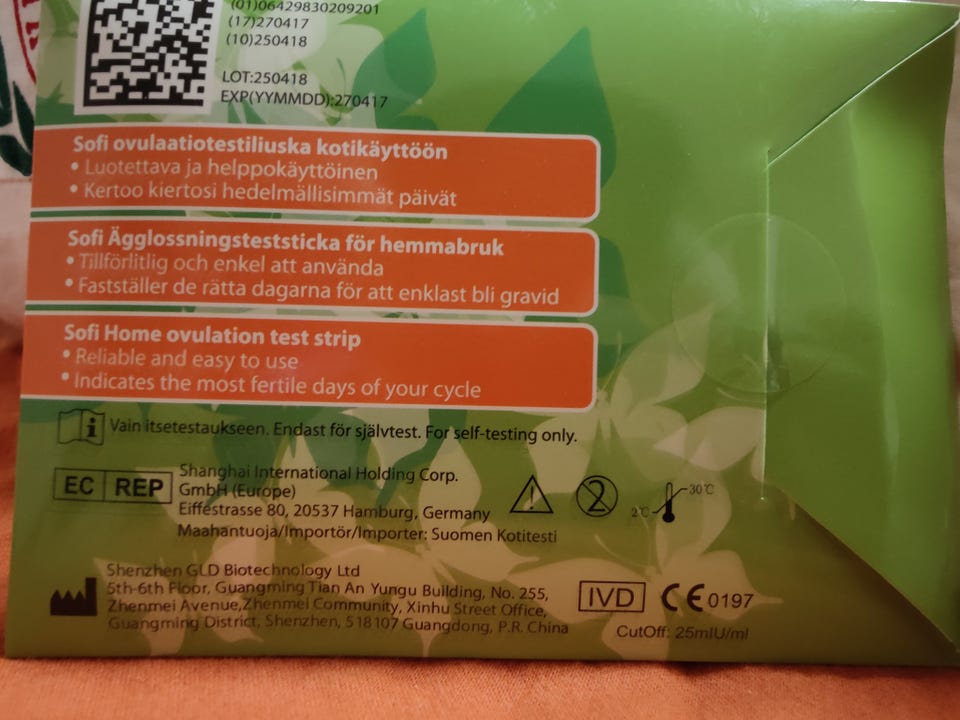 (01)06429830209201
(17)270417
(10)250418
LOT:250418
EXP(YYMMDD):270417
Sofi ovulaatiotestiliuska kotikäyttöön
• Luotettava ja helppokäyttöinen
• Kertoo kiertosi hedelmällisimmät päivät
Sofi Ägglossningsteststicka för hemmabruk
• Tillförlitlig och enkel att använda
• Fastställer de rätta dagarna för att enklast bli gravid
Sofi Home ovulation test strip
• Reliable and easy to use
• Indicates the most fertile days of your cycle
Vain itsetestaukseen. Endast för självtest. For self-testing only.
EC REP
Shanghai International Holding Corp.
GmbH (Europe)
Eiffestrasse 80, 20537 Hamburg, Germany
Maahantuoja/Importör/Importer: Suomen Kotitesti
2
2°C
30°C
Shenzhen GLD Biotechnology Ltd
5th-6th Floor, Guangming Tian An Yungu Building, No. 255,
Zhenmei Avenue,Zhenmei Community, Xinhu Street Office,
Guangming District, Shenzhen, 518107 Guangdong, P.R. China
IVD
CE 0197
CutOff: 25mIU/ml